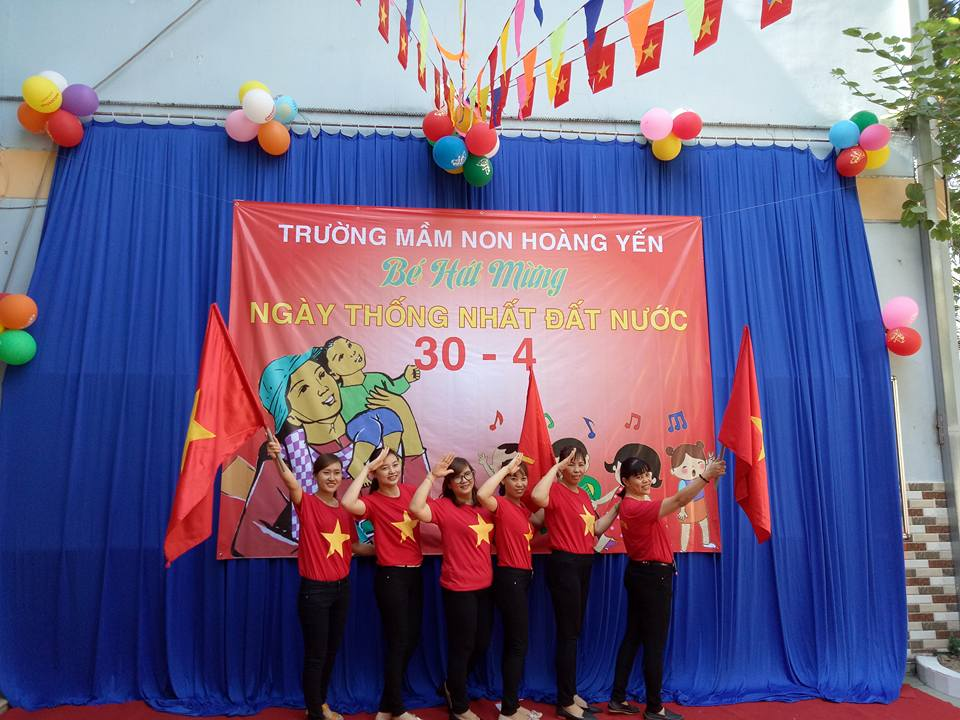 TRƯỜNG MẦM NON HOÀNG YẾN
Bé Hát Mừng
NGÀY THỐNG NHẤT ĐẤT NƯỚC
30 - 4